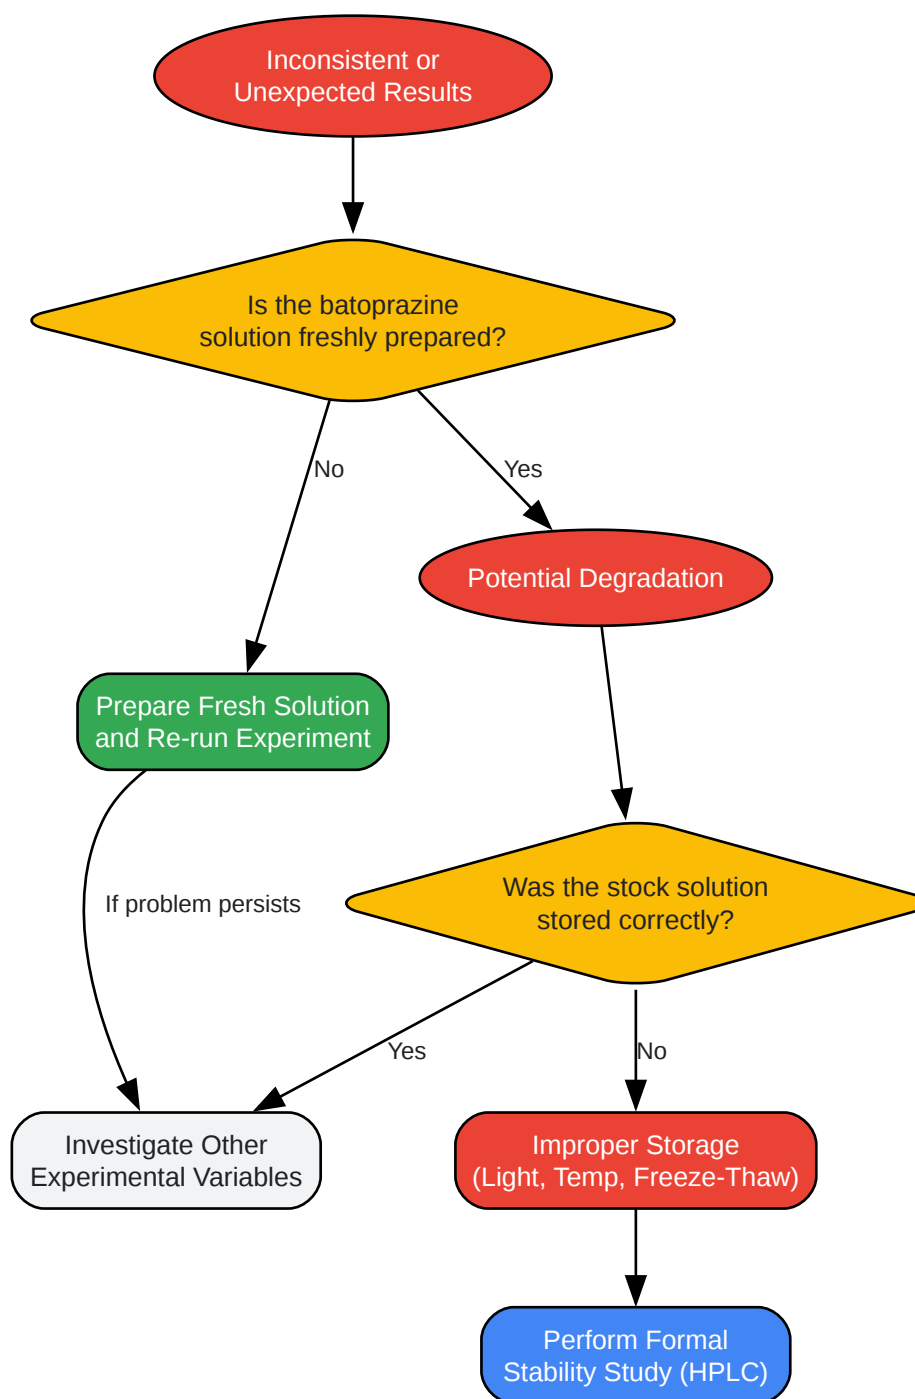 Inconsistent or
Unexpected Results
Is the batoprazine
solution freshly prepared?
No
Yes
Potential Degradation
Prepare Fresh Solution
and Re-run Experiment
If problem persists
Was the stock solution
stored correctly?
Yes
No
Investigate Other
Experimental Variables
Improper Storage
(Light, Temp, Freeze-Thaw)
Perform Formal
Stability Study (HPLC)